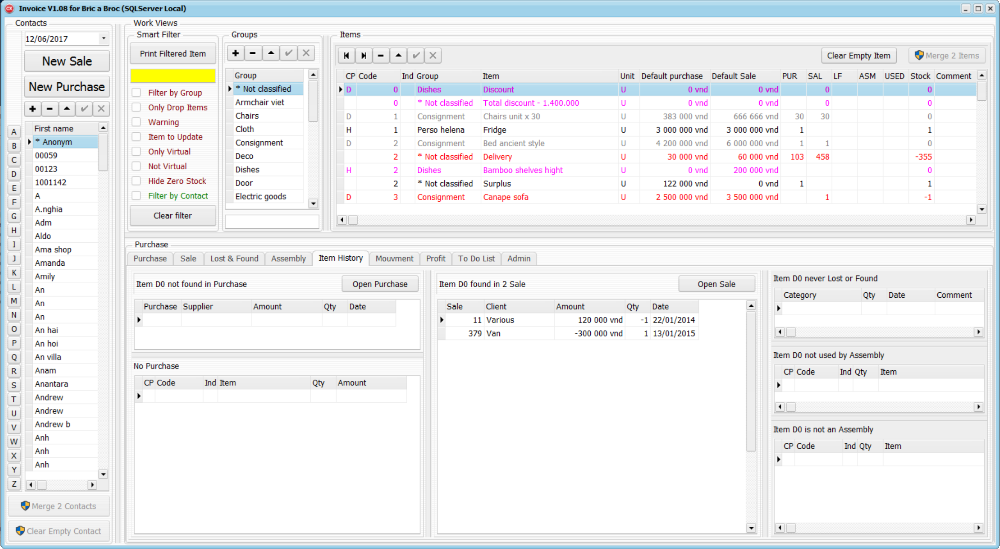 Invoice V1.08 for Bric a Broc (SQLServer Local)
Contacts
12/06/2017
New Sale
New Purchase
First name
* Anonym
00059
00123
1001142
A
A.nghia
Adm
Aldo
Ama shop
Amanda
Amily
An
An
An
An hai
An hoi
An villa
Anam
Anantara
Andrew
Andrew
Andrew b
Anh
Anh
Anh
A
B
C
D
E
F
G
H
I
J
K
L
M
N
O
P
Q
R
S
T
U
V
W
X
Y
Z
Merge 2 Contacts
Clear Empty Contact
Work Views
Smart Filter
Print Filtered Item
Filter by Group
Only Drop Items
Warning
Item to Update
Only Virtual
Not Virtual
Hide Zero Stock
Filter by Contact
Clear filter
Groups
Group
* Not classified
Armchair viet
Chairs
Cloth
Consignment
Deco
Dishes
Door
Electric goods
Items
Clear Empty Item
Merge 2 Items
CP Code Ind Group Item Unit Default purchase Default Sale PUR SAL LF ASM USED Stock Comment
D 0 Dishes Discount U 0 vnd 0 vnd 0 0
0 * Not classified Total discount - 1.400.000 U 0 vnd 0 vnd 0 0
D 1 Consignment Chairs unit x 30 U 383 000 vnd 666 666 vnd 30 30 0
H 1 Perso helena Fridge U 3 000 000 vnd 3 000 000 vnd 1 1
D 2 Consignment Bed ancient style U 4 200 000 vnd 6 000 000 vnd 1 1 0
2 * Not classified Delivery U 30 000 vnd 60 000 vnd 103 458 -355
H 2 Dishes Bamboo shelves hight U 0 vnd 200 000 vnd 0
2 * Not classified Surplus U 122 000 vnd 0 vnd 1 1
D 3 Consignment Canape sofa U 2 500 000 vnd 3 500 000 vnd 1 -1
Purchase
Purchase Sale Lost & Found Assembly Item History Mouvment Profit To Do List Admin
Item D0 not found in Purchase
Open Purchase
Purchase Supplier Amount Qty Date
No Purchase
CP Code Ind Item Qty Amount
Item D0 found in 2 Sale
Open Sale
Sale Client Amount Qty Date
11 Various 120 000 vnd -1 22/01/2014
379 Van -300 000 vnd 1 13/01/2015
Item D0 never Lost or Found
Category Qty Date Comment
Item D0 not used by Assembly
CP Code Ind Qty Item
Item D0 is not an Assembly
CP Code Ind Qty Item